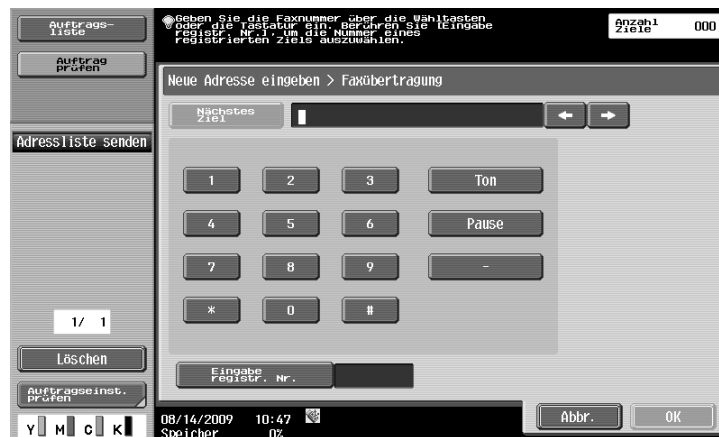 Auftrags-
liste
Auftrag
prüfen
Geben Sie die Faxnummer über die Wähltasten
oder die Tastatur ein. Berühren Sie [Eingabe
registr. Nr.], um die Nummer eines
registrierten Ziels auszuwählen.
Anzahl
Ziele 000
Neue Adresse eingeben > Faxübertragung
Nächstes
Ziel
Adressliste senden
1 2 3 Ton
4 5 6 Pause
7 8 9 -
* 0 #
1/ 1
Löschen
Auftragseinst.
prüfen
Eingabe
registr. Nr.
Y M C K
08/14/2009 10:47
Speicher 0%
Abbr. OK